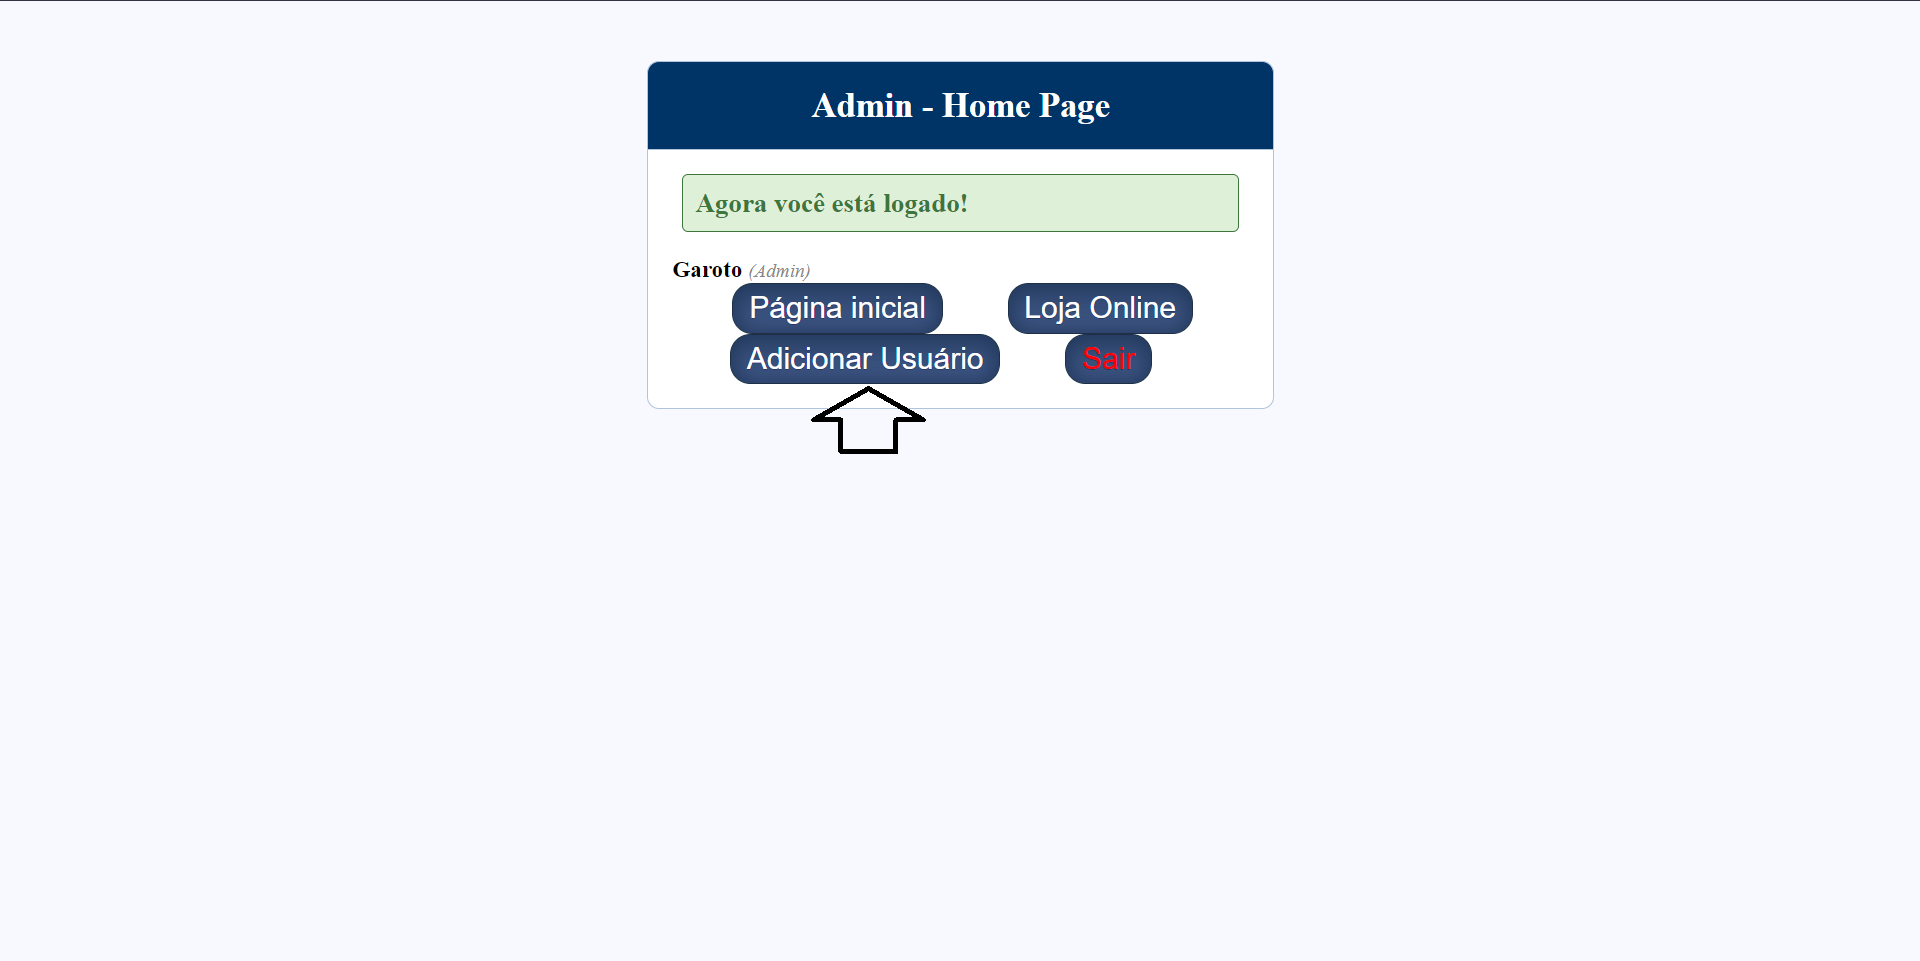 Admin - Home Page
Agora você está logado!
Garoto (Admin)
Página inicial Loja Online
Adicionar Usuário Sair